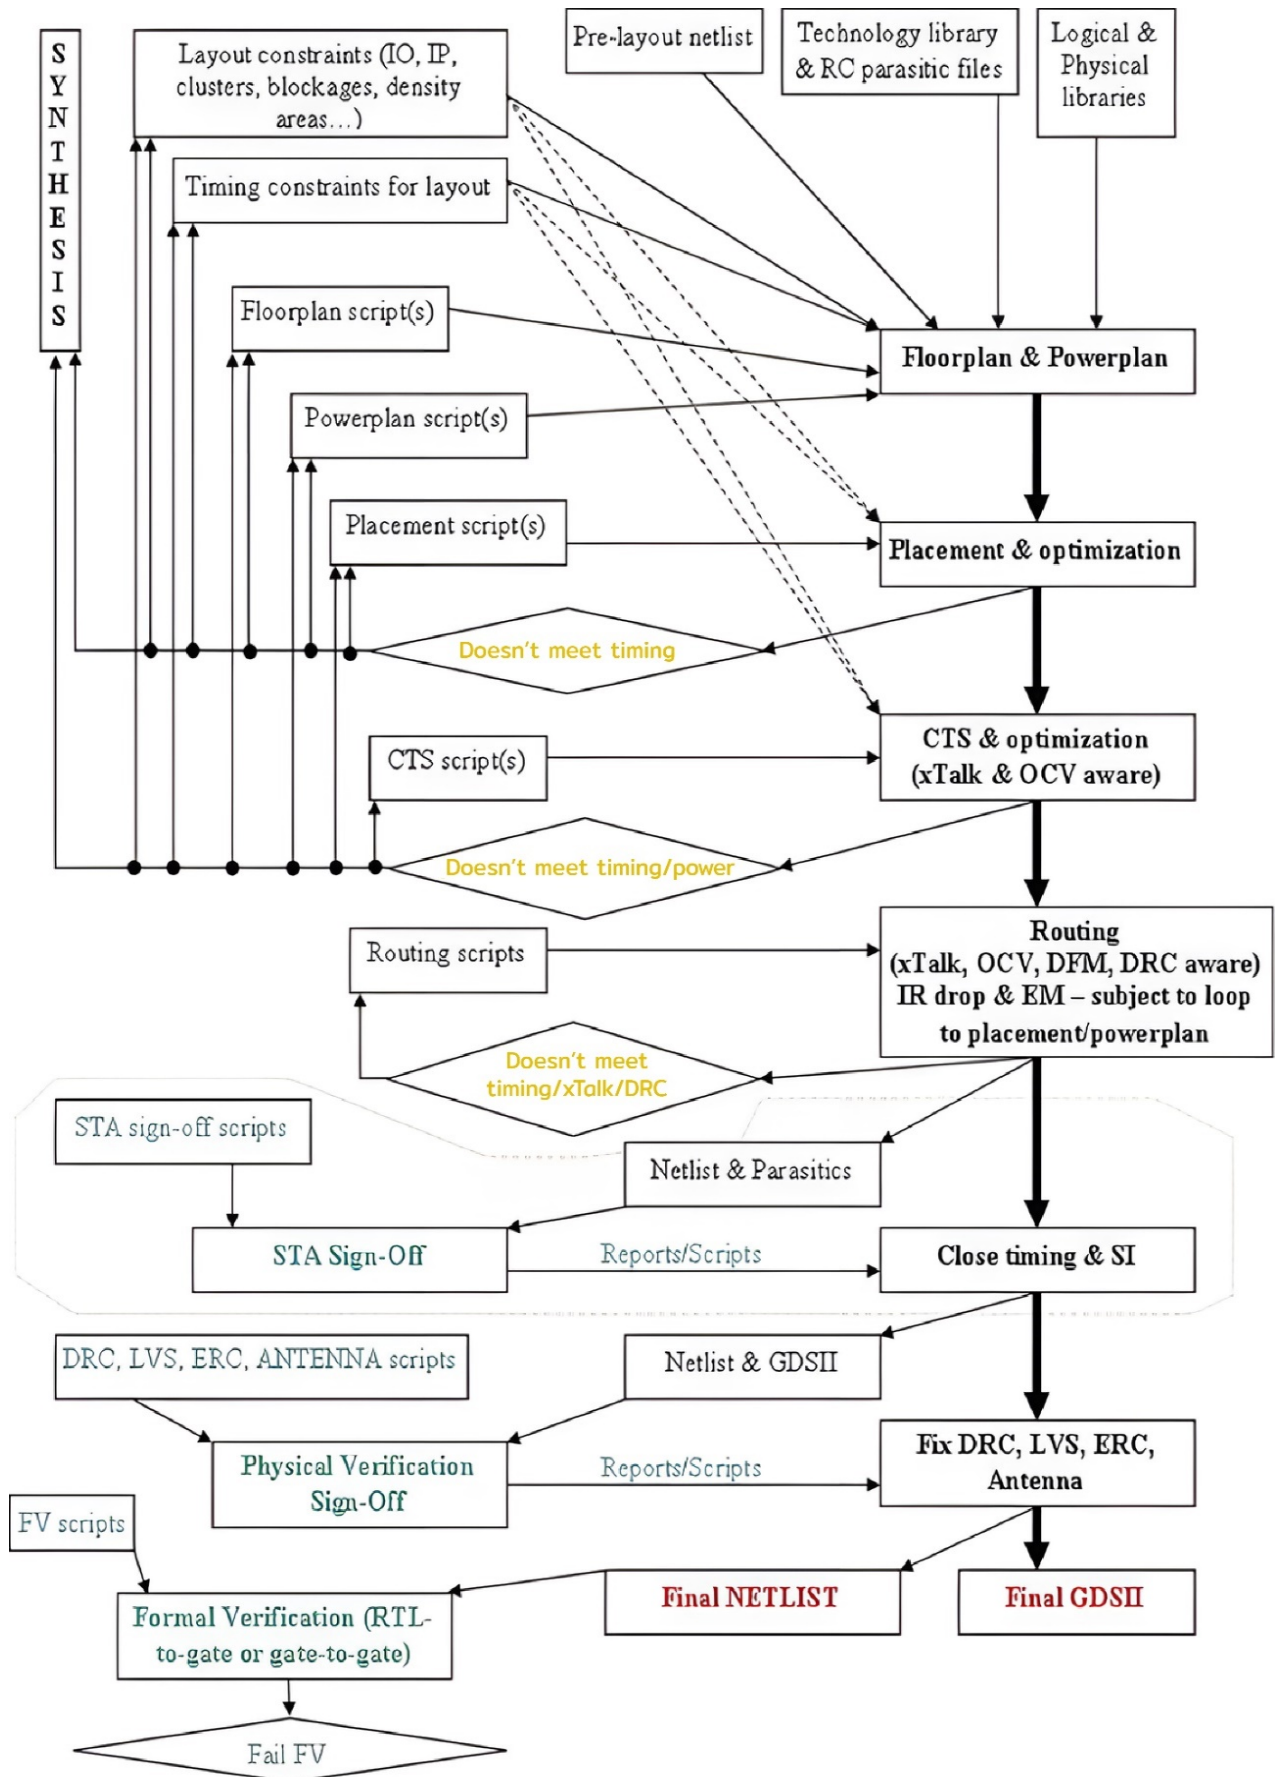 SYNTHESIS
Layout constraints (IO, IP,
clusters, blockages, density
areas...)
Pre-layout netlist
Technology library
& RC parasitic files
Logical &
Physical
libraries
Timing constraints for layout
Floorplan script(s)
Floorplan & Powerplan
Powerplan script(s)
Placement script(s)
Placement & optimization
Doesn't meet timing
CTS script(s)
CTS & optimization
(xTalk & OCV aware)
Doesn't meet timing/power
Routing scripts
Routing
(xTalk, OCV, DFM, DRC aware)
IR drop & EM – subject to loop
to placement/powerplan
Doesn't meet
timing/xTalk/DRC
STA sign-off scripts
Netlist & Parasitics
STA Sign-Off
Reports/Scripts
Close timing & SI
DRC, LVS, ERC, ANTENNA scripts
Netlist & GDSII
Physical Verification
Sign-Off
Reports/Scripts
Fix DRC, LVS, ERC,
Antenna
FV scripts
Final NETLIST
Final GDSII
Formal Verification (RTL-
to-gate or gate-to-gate)
Fail FV